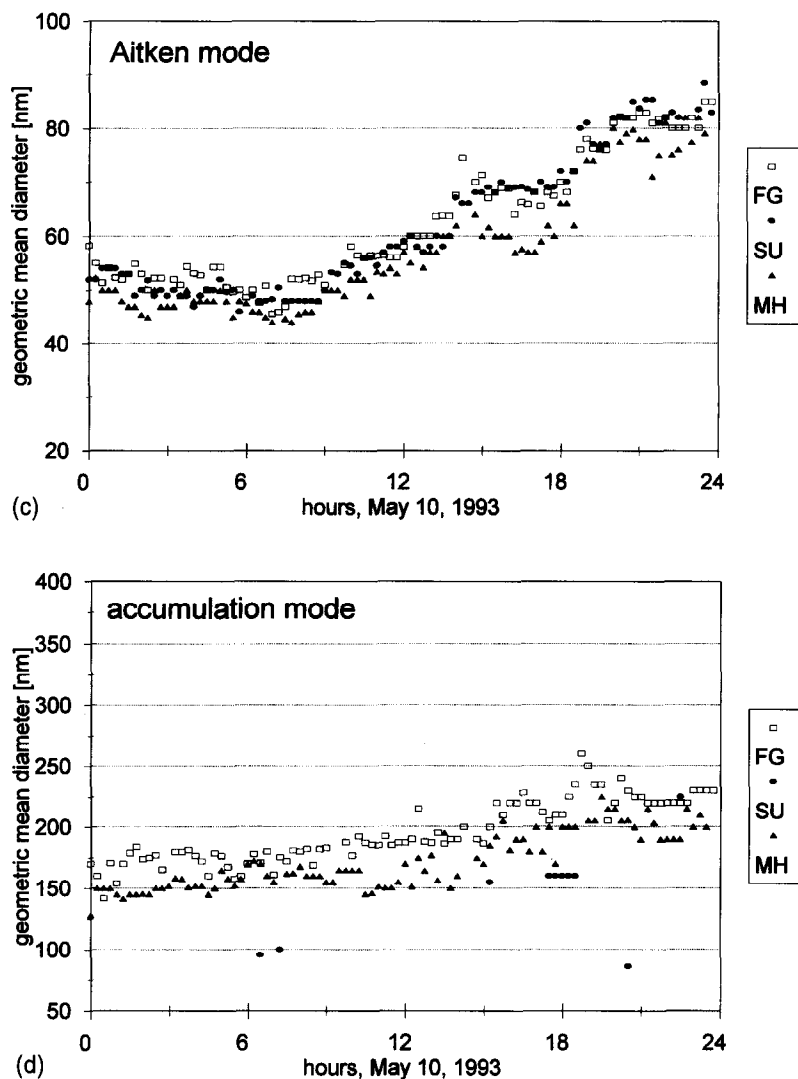 100
80
60
40
20
geometric mean diameter [nm]
Aitken mode
0
6
12
18
24
(c)
hours, May 10, 1993
FG
SU
MH
400
350
300
250
200
150
100
50
geometric mean diameter [nm]
accumulation mode
0
6
12
18
24
(d)
hours, May 10, 1993
FG
SU
MH